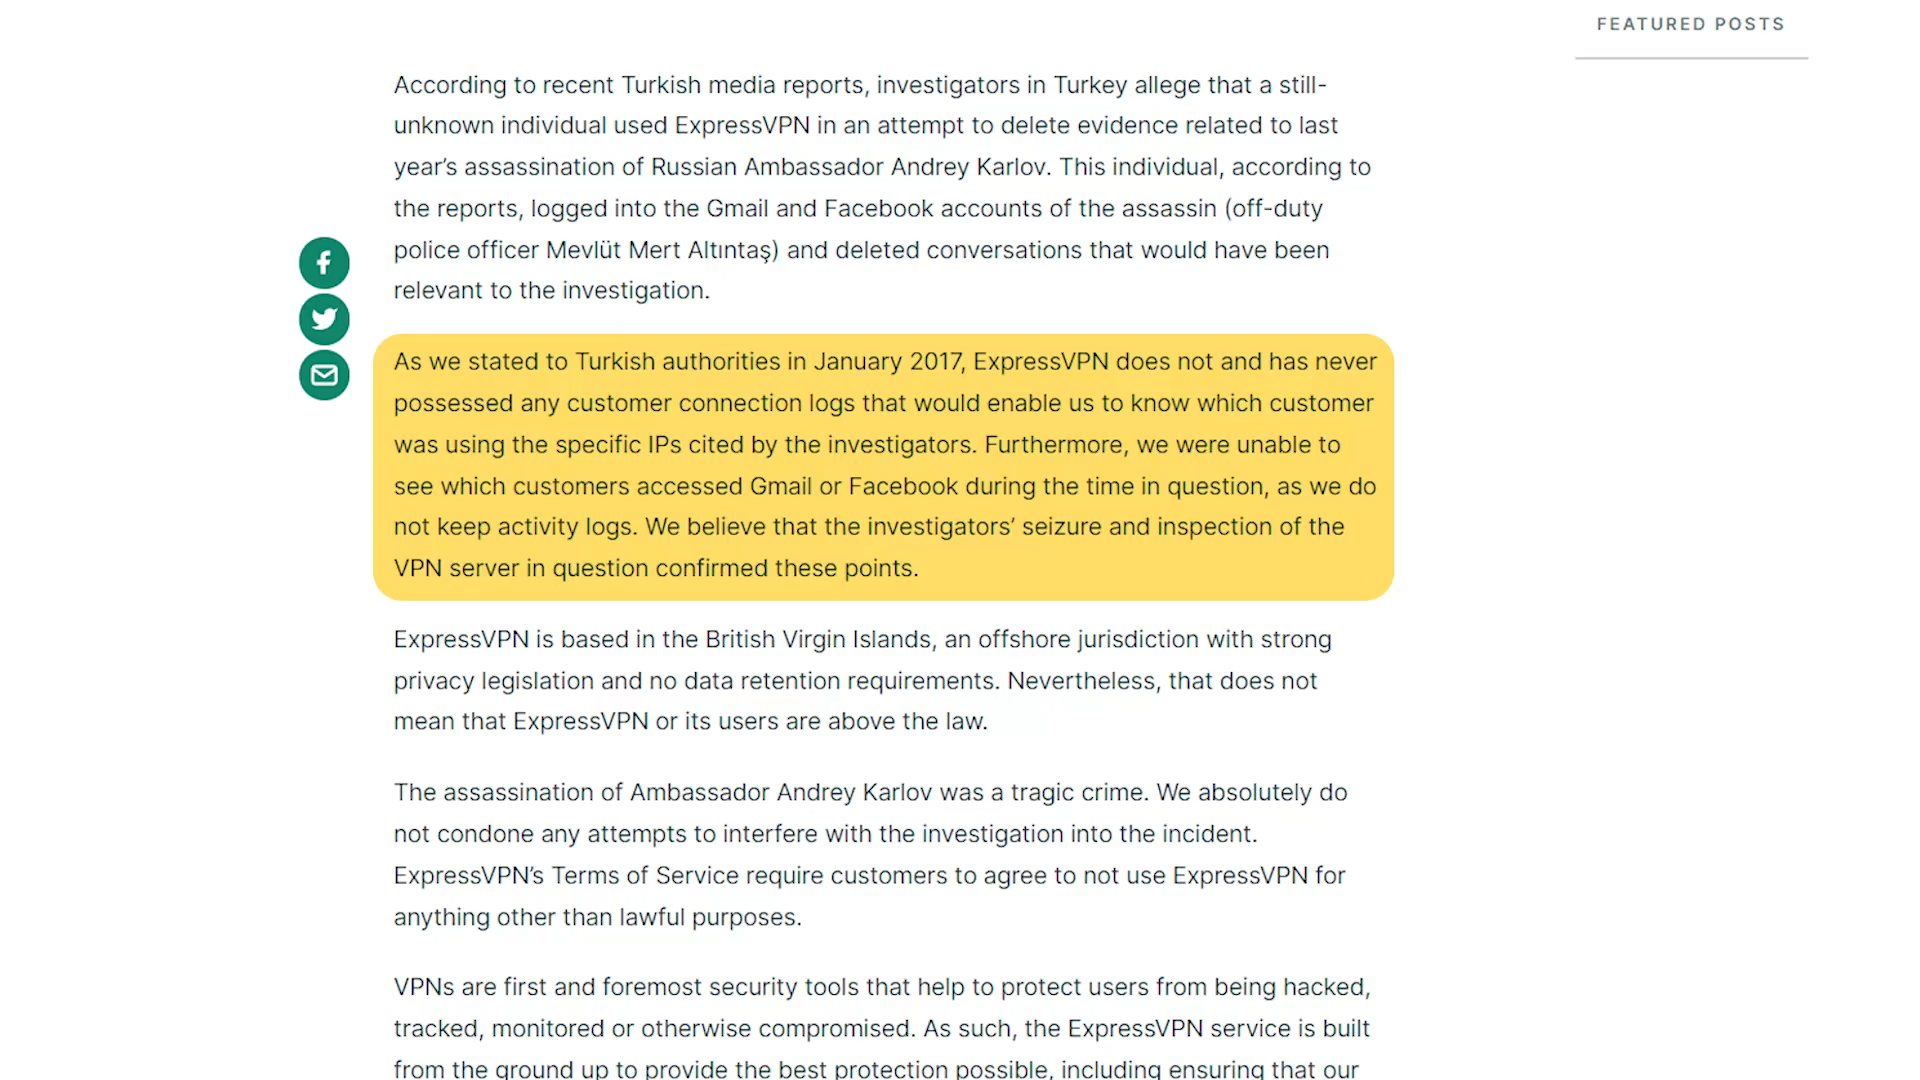 FEATURED POSTS
According to recent Turkish media reports, investigators in Turkey allege that a still-
unknown individual used ExpressVPN in an attempt to delete evidence related to last
year’s assassination of Russian Ambassador Andrey Karlov. This individual, according to
the reports, logged into the Gmail and Facebook accounts of the assassin (off-duty
police officer Mevlüt Mert Altıntaş) and deleted conversations that would have been
relevant to the investigation.
As we stated to Turkish authorities in January 2017, ExpressVPN does not and has never
possessed any customer connection logs that would enable us to know which customer
was using the specific IPs cited by the investigators. Furthermore, we were unable to
see which customers accessed Gmail or Facebook during the time in question, as we do
not keep activity logs. We believe that the investigators’ seizure and inspection of the
VPN server in question confirmed these points.
ExpressVPN is based in the British Virgin Islands, an offshore jurisdiction with strong
privacy legislation and no data retention requirements. Nevertheless, that does not
mean that ExpressVPN or its users are above the law.
The assassination of Ambassador Andrey Karlov was a tragic crime. We absolutely do
not condone any attempts to interfere with the investigation into the incident.
ExpressVPN’s Terms of Service require customers to agree to not use ExpressVPN for
anything other than lawful purposes.
VPNs are first and foremost security tools that help to protect users from being hacked,
tracked, monitored or otherwise compromised. As such, the ExpressVPN service is built
from the ground up to provide the best protection possible, including ensuring that our